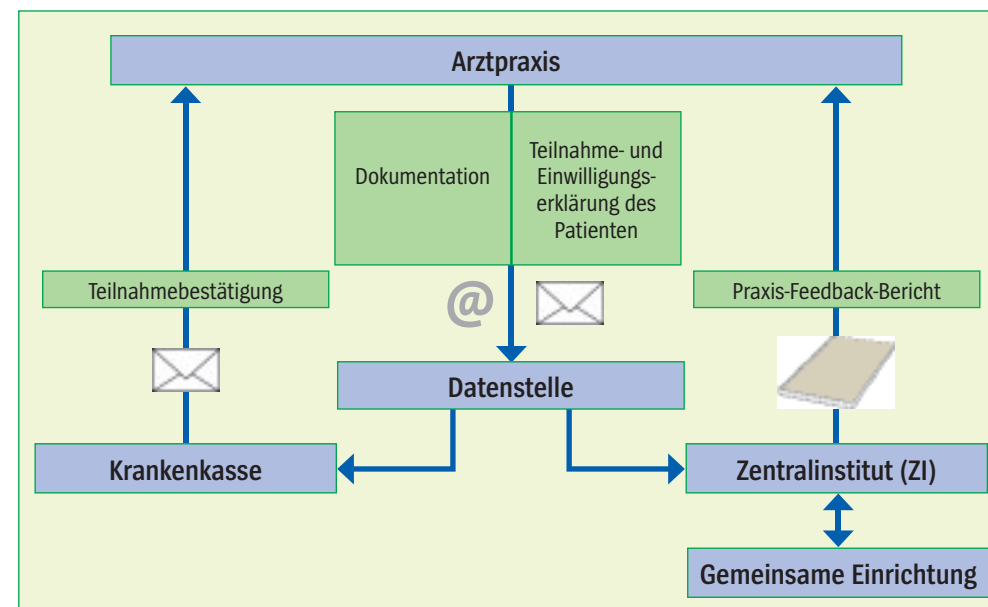 Arztpraxis
Dokumentation
Teilnahme- und
Einwilligungs-
erklärung des
Patienten
Teilnahmebestätigung
@
Praxis-Feedback-Bericht
Datenstelle
Krankenkasse
Zentralinstitut (ZI)
Gemeinsame Einrichtung